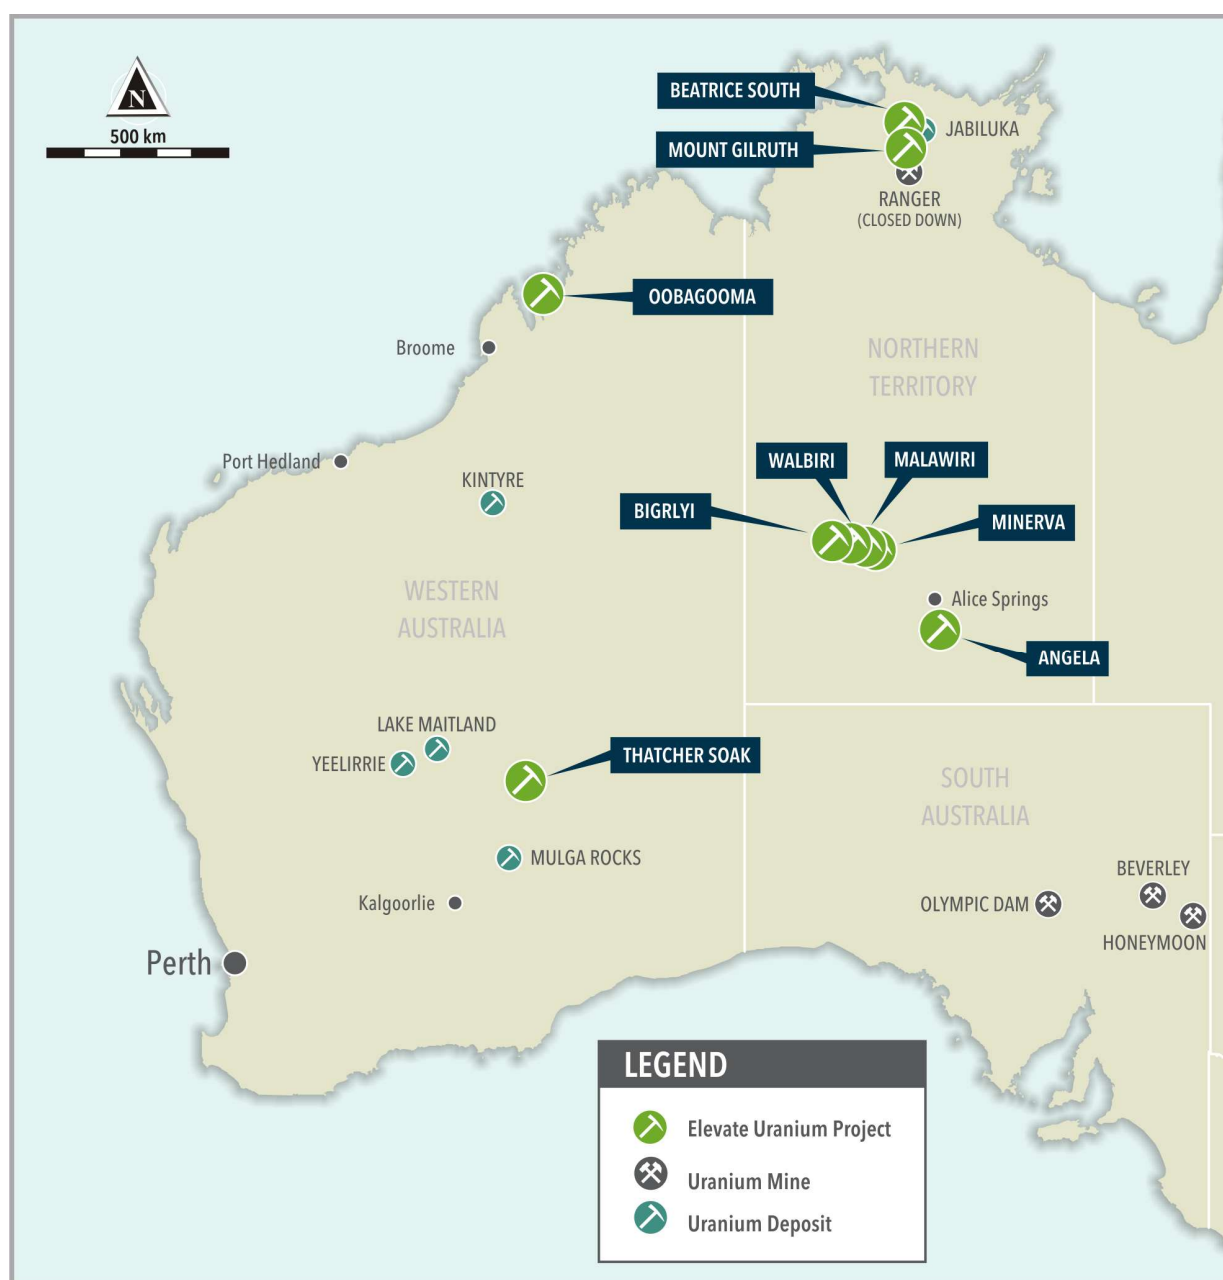 N
500 km
BEATRICE SOUTH
JABILUKA
MOUNT GILRUTH
RANGER
(CLOSED DOWN)
OOBAGOOMA
Broome
NORTHERN
TERRITORY
Port Hedland
KINTYRE
WALBIRI
MALAWIRI
BIGRLYI
MINERVA
WESTERN
AUSTRALIA
Alice Springs
ANGELA
LAKE MAITLAND
YEELIRRIE
THATCHER SOAK
SOUTH
AUSTRALIA
MULGA ROCKS
Kalgoorlie
BEVERLEY
OLYMPIC DAM
HONEYMOON
Perth
LEGEND
Elevate Uranium Project
Uranium Mine
Uranium Deposit